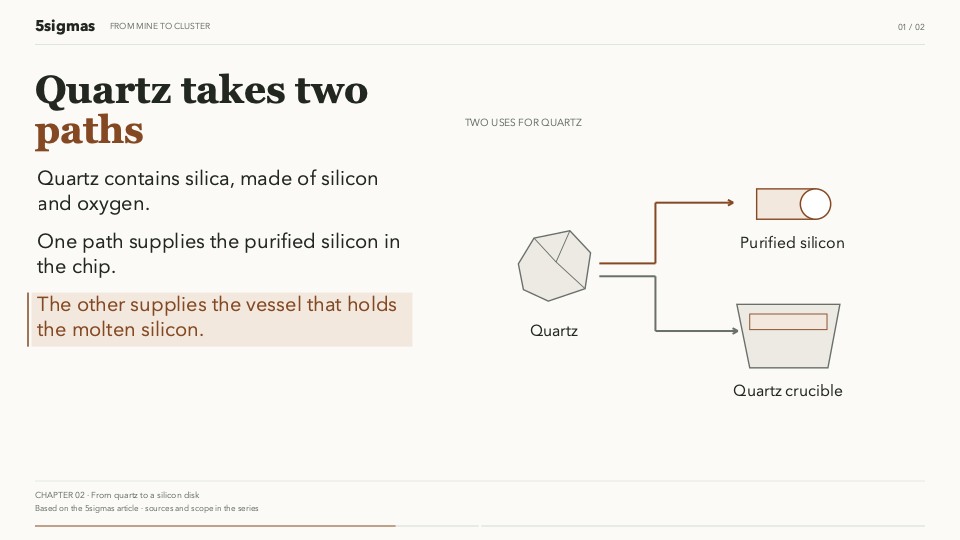 5sigmas
FROM MINE TO CLUSTER
01 / 02
Quartz takes two
paths
Quartz contains silica, made of silicon
and oxygen.
One path supplies the purified silicon in
the chip.
The other supplies the vessel that holds
the molten silicon.
TWO USES FOR QUARTZ
Quartz
Purified silicon
Quartz crucible
CHAPTER 02 · From quartz to a silicon disk
Based on the 5sigmas article · sources and scope in the series